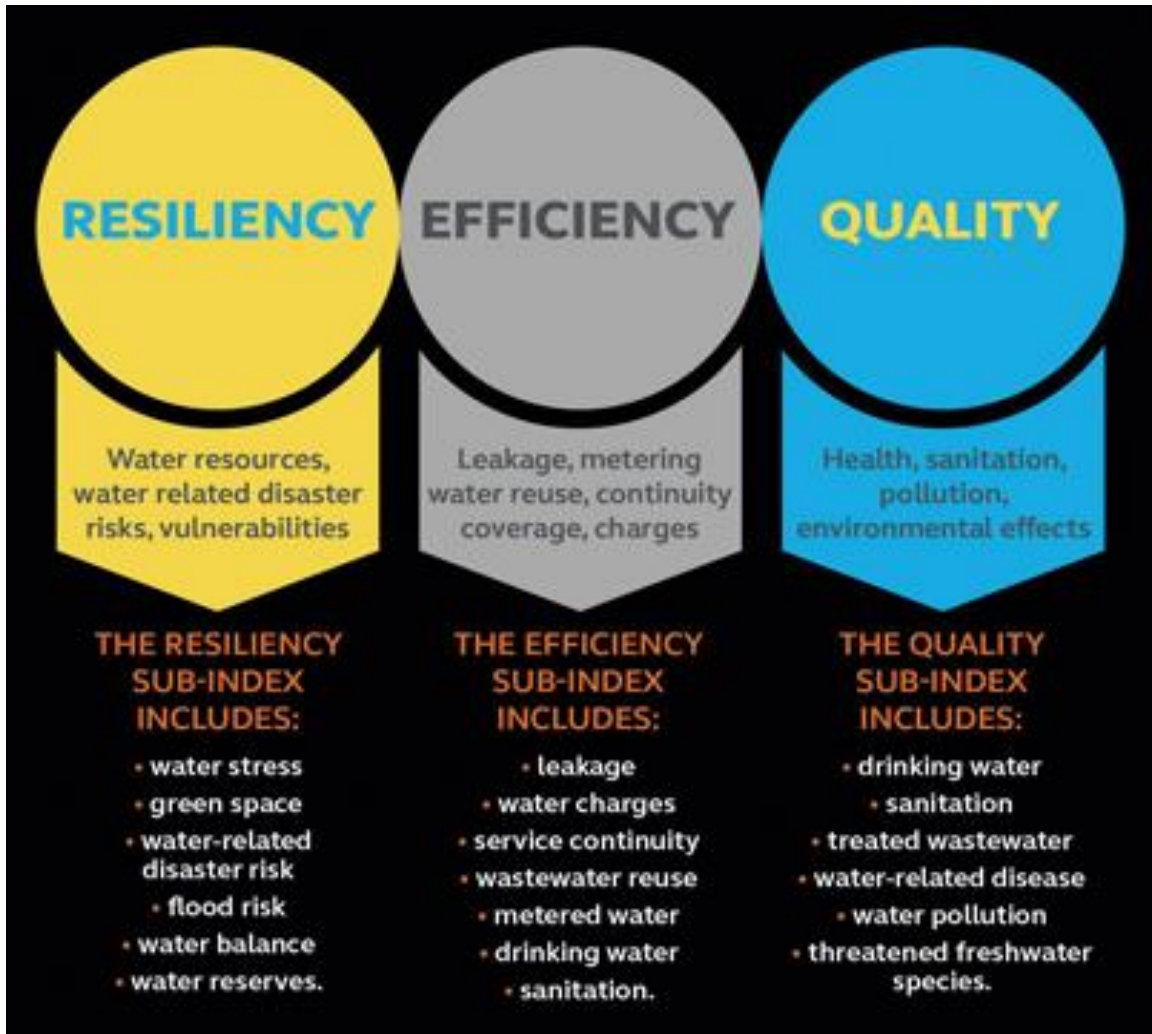 RESILIENCY
Water resources,
water related disaster
risks, vulnerabilities
THE RESILIENCY
SUB-INDEX
INCLUDES:
• water stress
• green space
• water-related
disaster risk
• flood risk
• water balance
• water reserves.
EFFICIENCY
Leakage, metering
water reuse, continuity
coverage, charges
THE EFFICIENCY
SUB-INDEX
INCLUDES:
• leakage
• water charges
• service continuity
• wastewater reuse
• metered water
• drinking water
• sanitation.
QUALITY
Health, sanitation,
pollution,
environmental effects
THE QUALITY
SUB-INDEX
INCLUDES:
• drinking water
• sanitation
• treated wastewater
• water-related disease
• water pollution
• threatened freshwater
species.